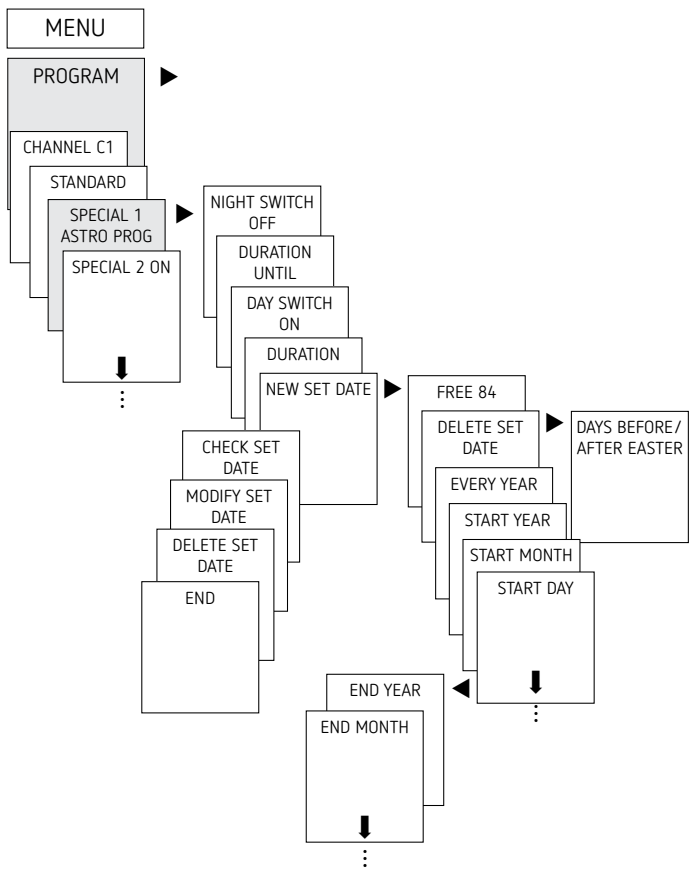 MENU
PROGRAM
CHANNEL C1
STANDARD
SPECIAL 1
ASTRO PROG
SPECIAL 2 ON
NIGHT SWITCH
OFF
DURATION
UNTIL
DAY SWITCH
ON
DURATION
NEW SET DATE
CHECK SET
DATE
MODIFY SET
DATE
DELETE SET
DATE
END
FREE 84
DELETE SET
DATE
EVERY YEAR
START YEAR
START MONTH
START DAY
DAYS BEFORE/
AFTER EASTER
END YEAR
END MONTH